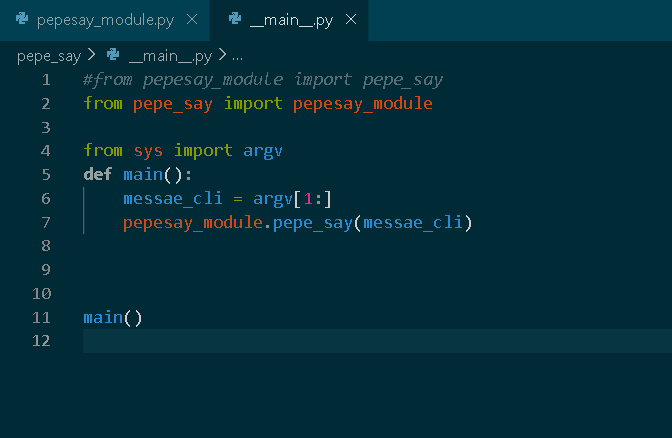 pepesay_module.py × __main__.py ×
pepe_say > __main__.py > ...
1 #from pepesay_module import pepe_say
2 from pepe_say import pepesay_module
3
4 from sys import argv
5 def main():
6 messae_cli = argv[1:]
7 pepesay_module.pepe_say(messae_cli)
8
9
10
11 main()
12